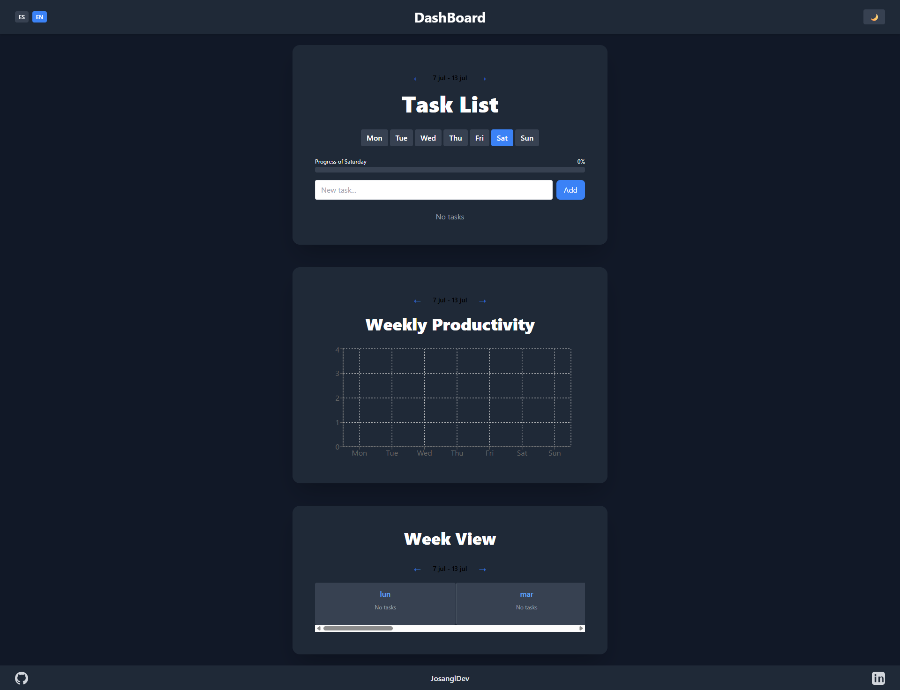 ES EN DashBoard
← 7 jul - 13 jul →
Task List
Mon Tue Wed Thu Fri Sat Sun
Progress of Saturday 0%
New task... Add
No tasks
← 7 jul - 13 jul →
Weekly Productivity
4
3
2
1
0
Mon Tue Wed Thu Fri Sat Sun
Week View
← 7 jul - 13 jul →
lun mar
No tasks No tasks
JosanglDev in